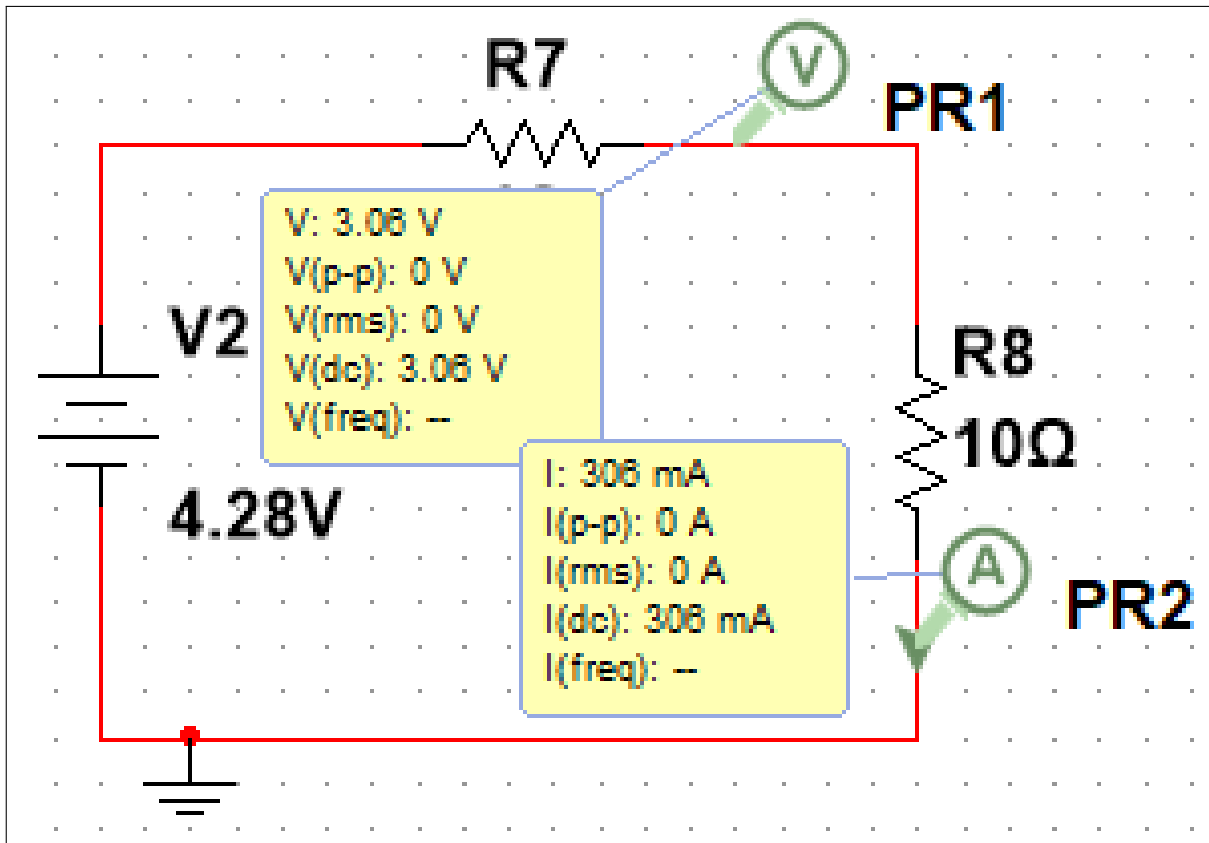 R7
V
PR1
V: 3.06 V
V(p-p): 0 V
V(rms): 0 V
V(dc): 3.06 V
V(freq): --
V2
4.28V
R8
10Ω
I: 306 mA
I(p-p): 0 A
I(rms): 0 A
I(dc): 306 mA
I(freq): --
A
PR2